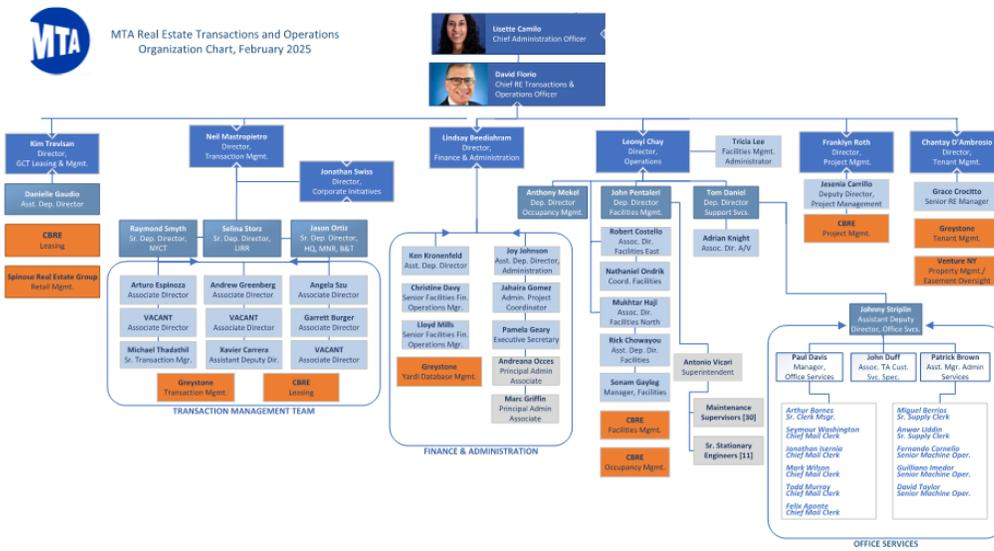 MTA
MTA Real Estate Transactions and Operations
Organization Chart, February 2025
Lisette Camilo
Chief Administration Officer
David Florio
Chief RE Transactions &
Operations Officer
Kim Trevisan
Director,
GCT Leasing & Mgmt.
Danielle Gaudio
Asst. Dep. Director
CBRE
Leasing
Spinoso Real Estate Group
Retail Mgmt.
Neil Mastropietro
Director,
Transaction Mgmt.
Jonathan Swiss
Director,
Corporate Initiatives
Raymond Smyth
Sr. Dep. Director,
NYCT
Selina Storz
Sr. Dep. Director,
LIRR
Jason Ortiz
Sr. Dep. Director,
HQ, MNR, B&T
Arturo Espinoza
Associate Director
Andrew Greenberg
Associate Director
Angela Szu
Associate Director
VACANT
Associate Director
VACANT
Associate Director
Garrett Burger
Associate Director
Michael Thadathil
Sr. Transaction Mgr.
Xavier Carrera
Assistant Deputy Dir.
VACANT
Associate Director
Greystone
Transaction Mgmt.
CBRE
Leasing
TRANSACTION MANAGEMENT TEAM
Lindsay Beediahram
Director,
Finance & Administration
Ken Kronenfeld
Asst. Dep. Director
Christine Davy
Senior Facilities Fin.
Operations Mgr.
Lloyd Mills
Senior Facilities Fin.
Operations Mgr.
Greystone
Yardi Database Mgmt.
Joy Johnson
Asst. Dep. Director,
Administration
Jahaira Gomez
Admin. Project
Coordinator
Pamela Geary
Executive Secretary
Andreana Occes
Principal Admin
Associate
Marc Griffin
Principal Admin
Associate
FINANCE & ADMINISTRATION
Leonyl Chay
Director,
Operations
Tricia Lee
Facilities Mgmt.
Administrator
Anthony Mekel
Dep. Director
Occupancy Mgmt.
John Pentaleri
Dep. Director
Facilities Mgmt.
Tom Daniel
Dep. Director
Support Svcs.
Robert Costello
Assoc. Dir.
Facilities East
Nathaniel Ondrik
Coord. Facilities
Mukhtar Haji
Assoc. Dir.
Facilities North
Rick Chowayou
Asst. Dep. Dir.
Facilities
Sonam Gayleg
Manager, Facilities
CBRE
Facilities Mgmt.
CBRE
Occupancy Mgmt.
Adrian Knight
Assoc. Dir. A/V
Antonio Vicari
Superintendent
Maintenance
Supervisors [30]
Sr. Stationary
Engineers [11]
Franklyn Roth
Director,
Project Mgmt.
Jesenia Carrillo
Deputy Director,
Project Management
CBRE
Project Mgmt.
Chantay D'Ambrosio
Director,
Tenant Mgmt.
Grace Crocitto
Senior RE Manager
Greystone
Tenant Mgmt.
Venture NY
Property Mgmt./
Easement Oversight
Johnny Striplin
Assistant Deputy
Director, Office Svcs.
Paul Davis
Manager,
Office Services
John Duff
Assoc. TA Cust.
Svc. Spec.
Patrick Brown
Asst. Mgr. Admin
Services
Arthur Barnes
Sr. Clerk Msgr.
Seymour Washington
Chief Mail Clerk
Jonathan Isernia
Chief Mail Clerk
Mark Wilson
Chief Mail Clerk
Todd Murray
Chief Mail Clerk
Felix Aponte
Chief Mail Clerk
Miguel Berrios
Sr. Supply Clerk
Anwar Uddin
Sr. Supply Clerk
Fernando Cornelio
Senior Machine Oper.
Guilliano Imedor
Senior Machine Oper.
David Taylor
Senior Machine Oper.
OFFICE SERVICES